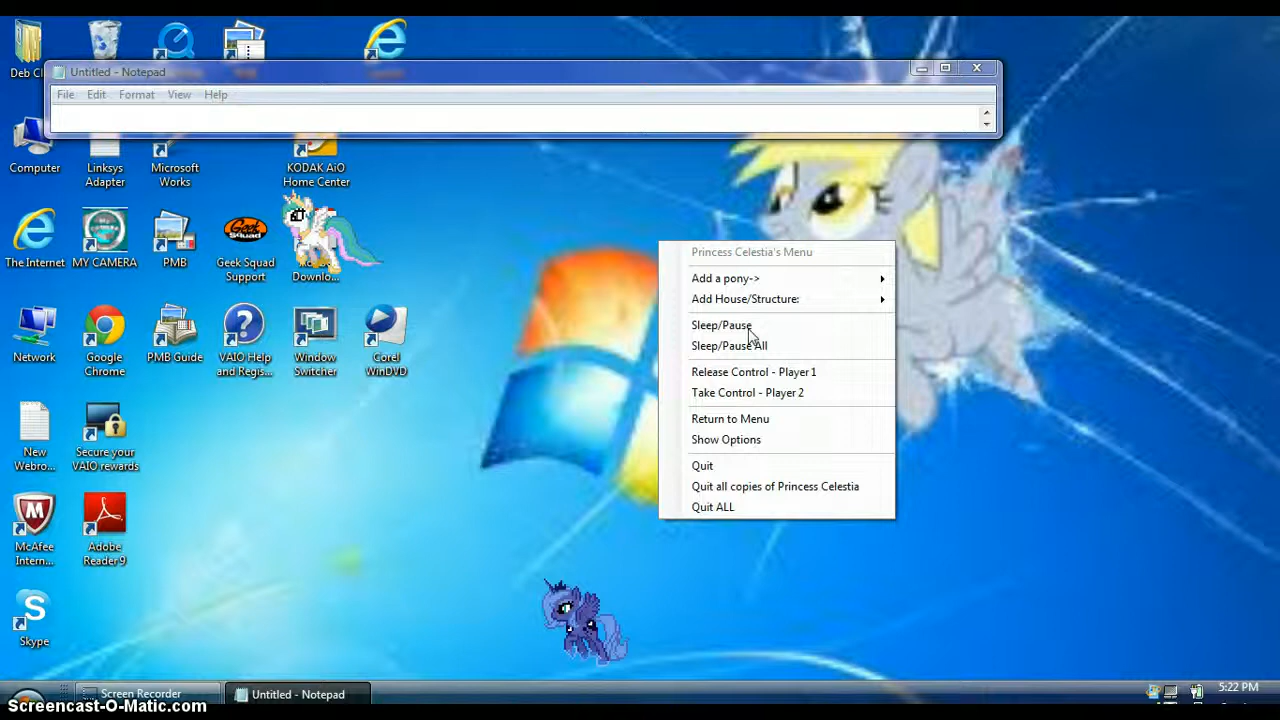 Untitled - Notepad
File Edit Format View Help
Computer
Linksys
Adapter
Microsoft
Works
KODAK AiO
Home Center
The Internet
MY CAMERA
PMB
Geek Squad
Support
Downlo...
Network
Google
Chrome
PMB Guide
VAIO Help
and Regis...
Window
Switcher
Corel
WinDVD
New
Webro...
Secure your
VAIO rewards
McAfee
Intern...
Adobe
Reader 9
Skype
Princess Celestia's Menu
Add a pony->
Add House/Structure:
Sleep/Pause
Sleep/Pause All
Release Control - Player 1
Take Control - Player 2
Return to Menu
Show Options
Quit
Quit all copies of Princess Celestia
Quit ALL
Screen Recorder
Untitled - Notepad
5:22 PM
Screencast-O-Matic.com